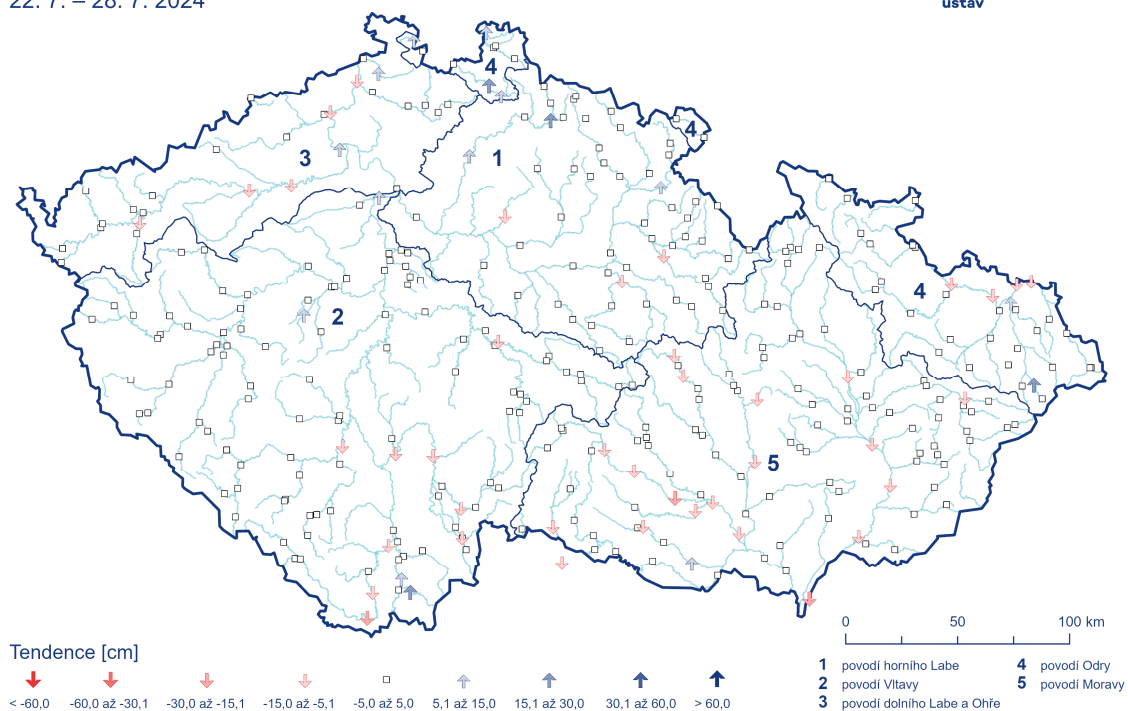 22. 7. – 28. 7. 2024
ústav
4
4
3
1
4
2
5
0 50 100 km
Tendence [cm]
< -60,0 -60,0 až -30,1 -30,0 až -15,1 -15,0 až -5,1 -5,0 až 5,0 5,1 až 15,0 15,1 až 30,0 30,1 až 60,0 > 60,0
1 povodí horního Labe 4 povodí Odry
2 povodí Vltavy 5 povodí Moravy
3 povodí dolního Labe a Ohře